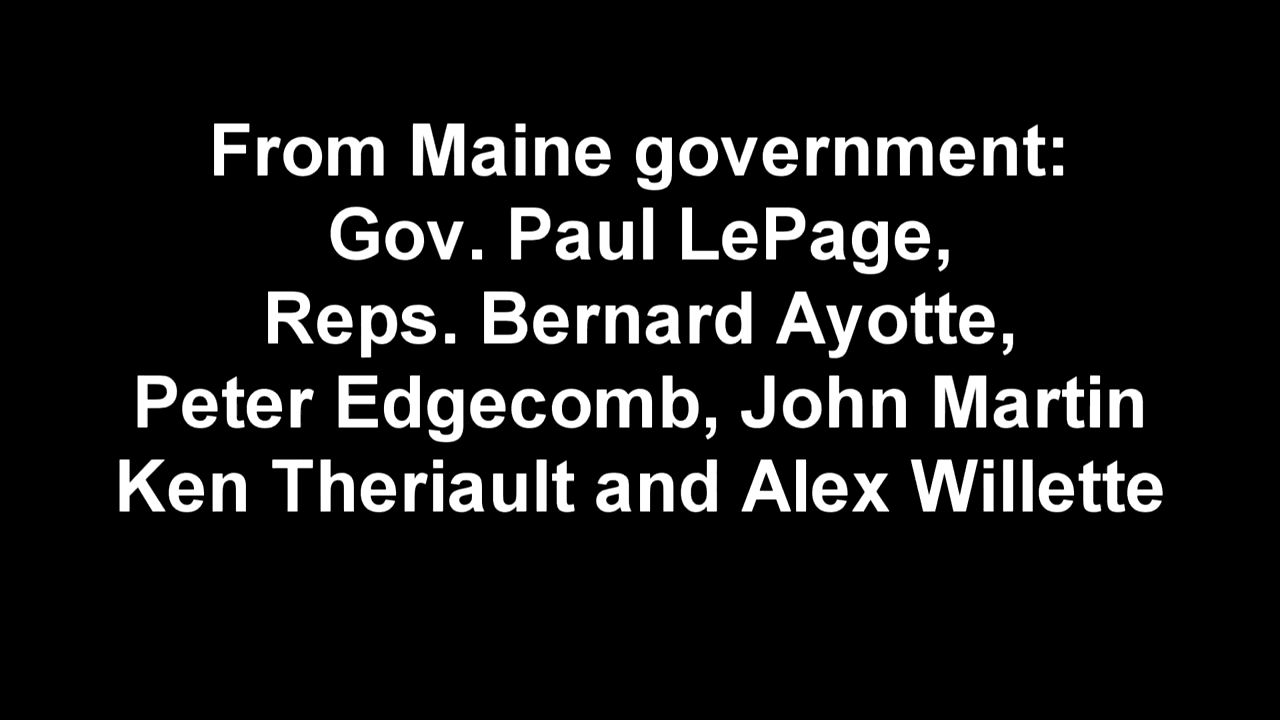 From Maine government:
Gov. Paul LePage,
Reps. Bernard Ayotte,
Peter Edgecomb, John Martin
Ken Theriault and Alex Willette